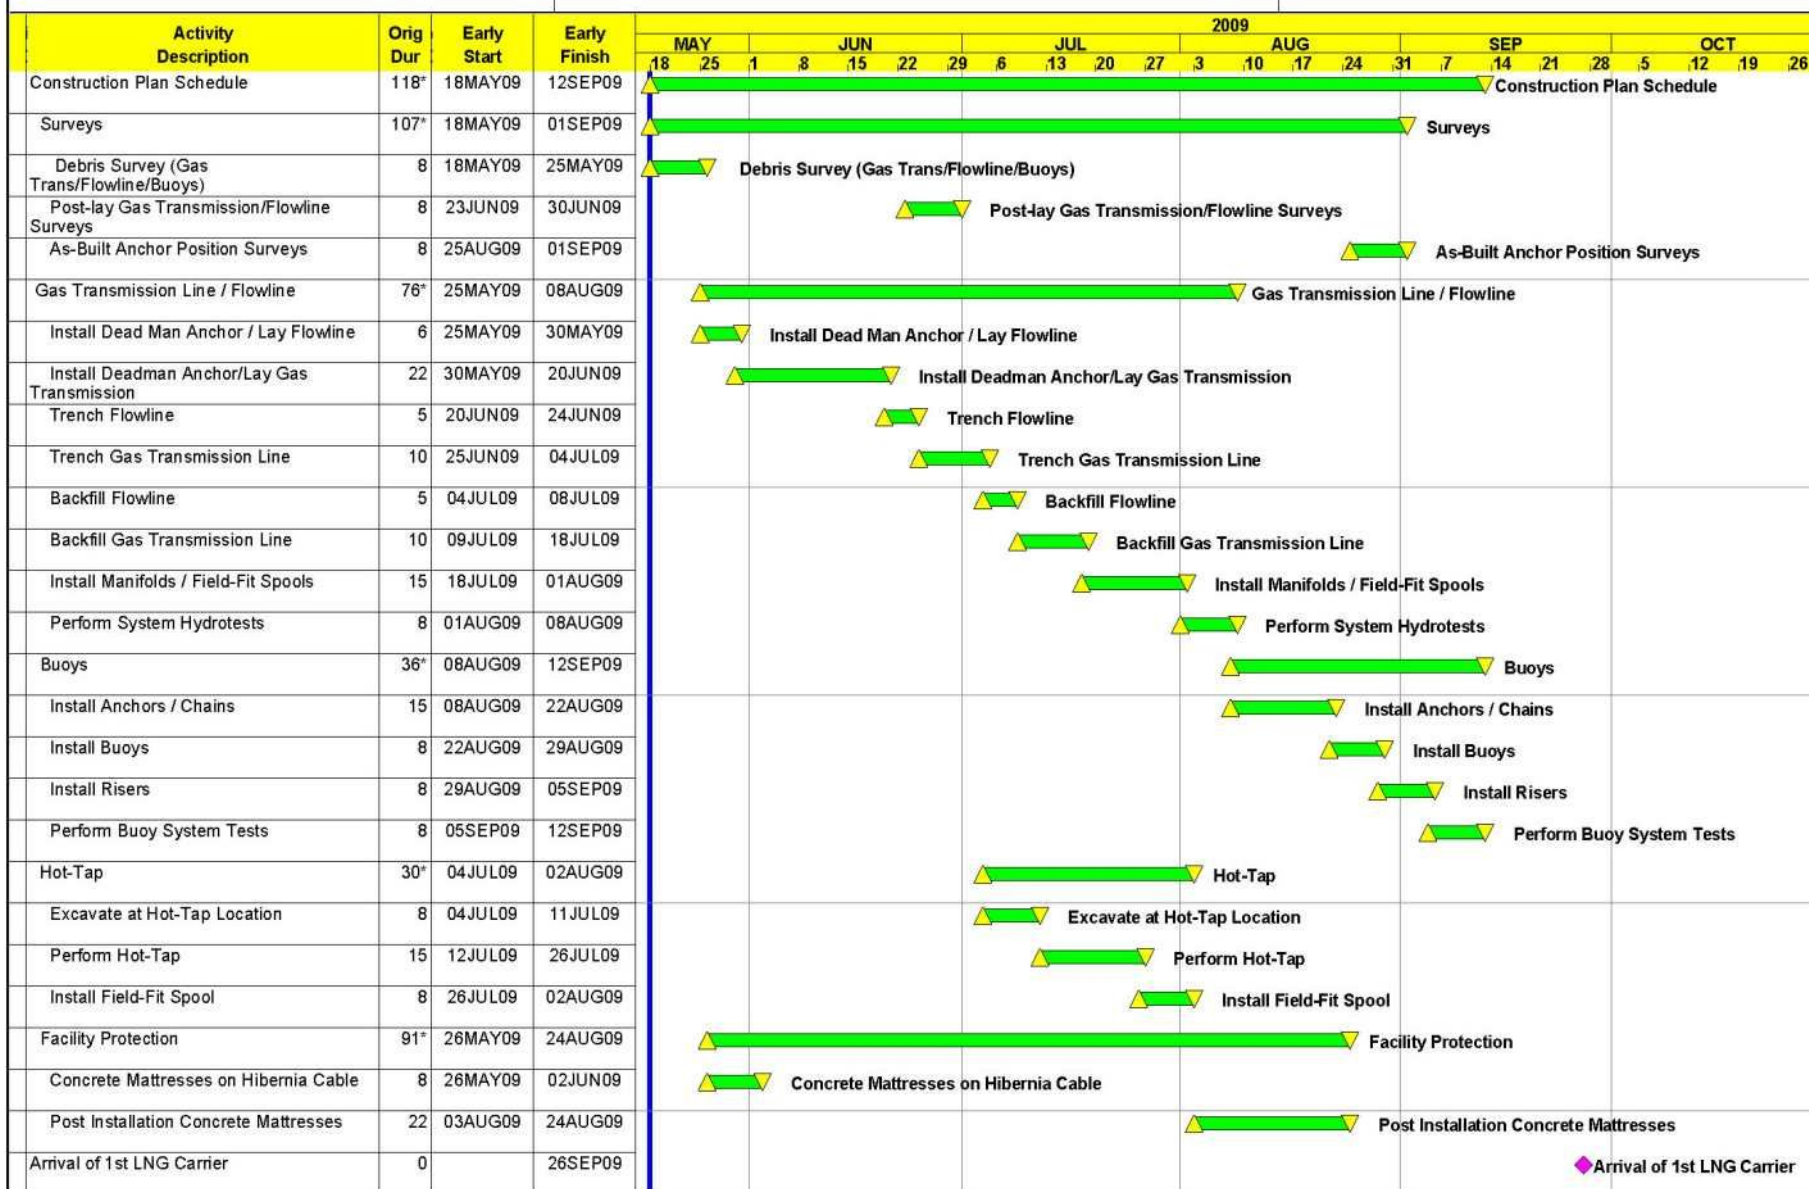 2009
Activity Orig Early Early
Description Dur Start Finish
MAY JUN JUL AUG SEP OCT
18 25 1 8 15 22 29 6 13 20 27 3 10 17 24 31 7 14 21 28 5 12 19 26
Construction Plan Schedule 118* 18MAY09 12SEP09 Construction Plan Schedule
Surveys 107* 18MAY09 01SEP09 Surveys
Debris Survey (Gas 8 18MAY09 25MAY09 Debris Survey (Gas Trans/Flowline/Buoys)
Trans/Flowline/Buoys)
Post-lay Gas Transmission/Flowline 8 23JUN09 30JUN09 Post-lay Gas Transmission/Flowline Surveys
Surveys
As-Built Anchor Position Surveys 8 25AUG09 01SEP09 As-Built Anchor Position Surveys
Gas Transmission Line / Flowline 76* 25MAY09 08AUG09 Gas Transmission Line / Flowline
Install Dead Man Anchor / Lay Flowline 6 25MAY09 30MAY09 Install Dead Man Anchor / Lay Flowline
Install Deadman Anchor/Lay Gas 22 30MAY09 20JUN09 Install Deadman Anchor/Lay Gas Transmission
Transmission
Trench Flowline 5 20JUN09 24JUN09 Trench Flowline
Trench Gas Transmission Line 10 25JUN09 04JUL09 Trench Gas Transmission Line
Backfill Flowline 5 04JUL09 08JUL09 Backfill Flowline
Backfill Gas Transmission Line 10 09JUL09 18JUL09 Backfill Gas Transmission Line
Install Manifolds / Field-Fit Spools 15 18JUL09 01AUG09 Install Manifolds / Field-Fit Spools
Perform System Hydrotests 8 01AUG09 08AUG09 Perform System Hydrotests
Buoys 36* 08AUG09 12SEP09 Buoys
Install Anchors / Chains 15 08AUG09 22AUG09 Install Anchors / Chains
Install Buoys 8 22AUG09 29AUG09 Install Buoys
Install Risers 8 29AUG09 05SEP09 Install Risers
Perform Buoy System Tests 8 05SEP09 12SEP09 Perform Buoy System Tests
Hot-Tap 30* 04JUL09 02AUG09 Hot-Tap
Excavate at Hot-Tap Location 8 04JUL09 11JUL09 Excavate at Hot-Tap Location
Perform Hot-Tap 15 12JUL09 26JUL09 Perform Hot-Tap
Install Field-Fit Spool 8 26JUL09 02AUG09 Install Field-Fit Spool
Facility Protection 91* 26MAY09 24AUG09 Facility Protection
Concrete Mattresses on Hibernia Cable 8 26MAY09 02JUN09 Concrete Mattresses on Hibernia Cable
Post Installation Concrete Mattresses 22 03AUG09 24AUG09 Post Installation Concrete Mattresses
Arrival of 1st LNG Carrier 0 26SEP09 Arrival of 1st LNG Carrier